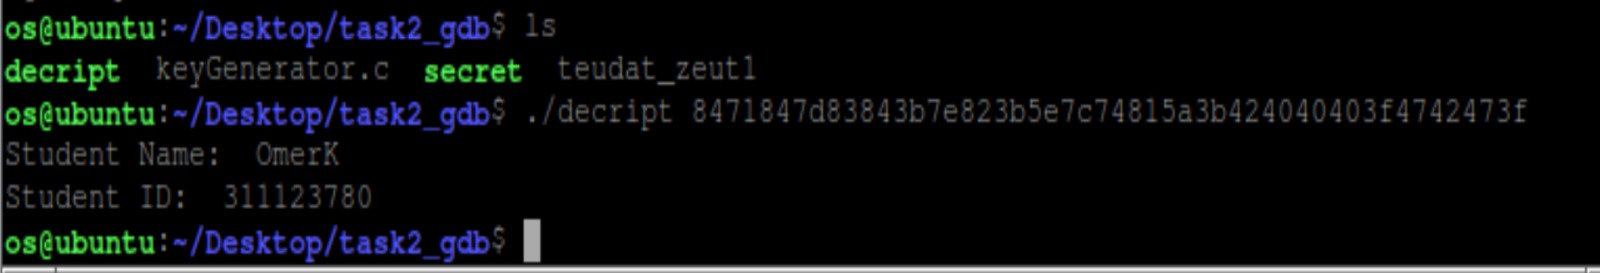 os@ubuntu:~/Desktop/task2_gdb$ ls
decript keyGenerator.c secret teudat_zeut1
os@ubuntu:~/Desktop/task2_gdb$ ./decript 8471847d83843b7e823b5e7c74815a3b424040403f4742473f
Student Name: OmerK
Student ID: 311123780
os@ubuntu:~/Desktop/task2_gdb$